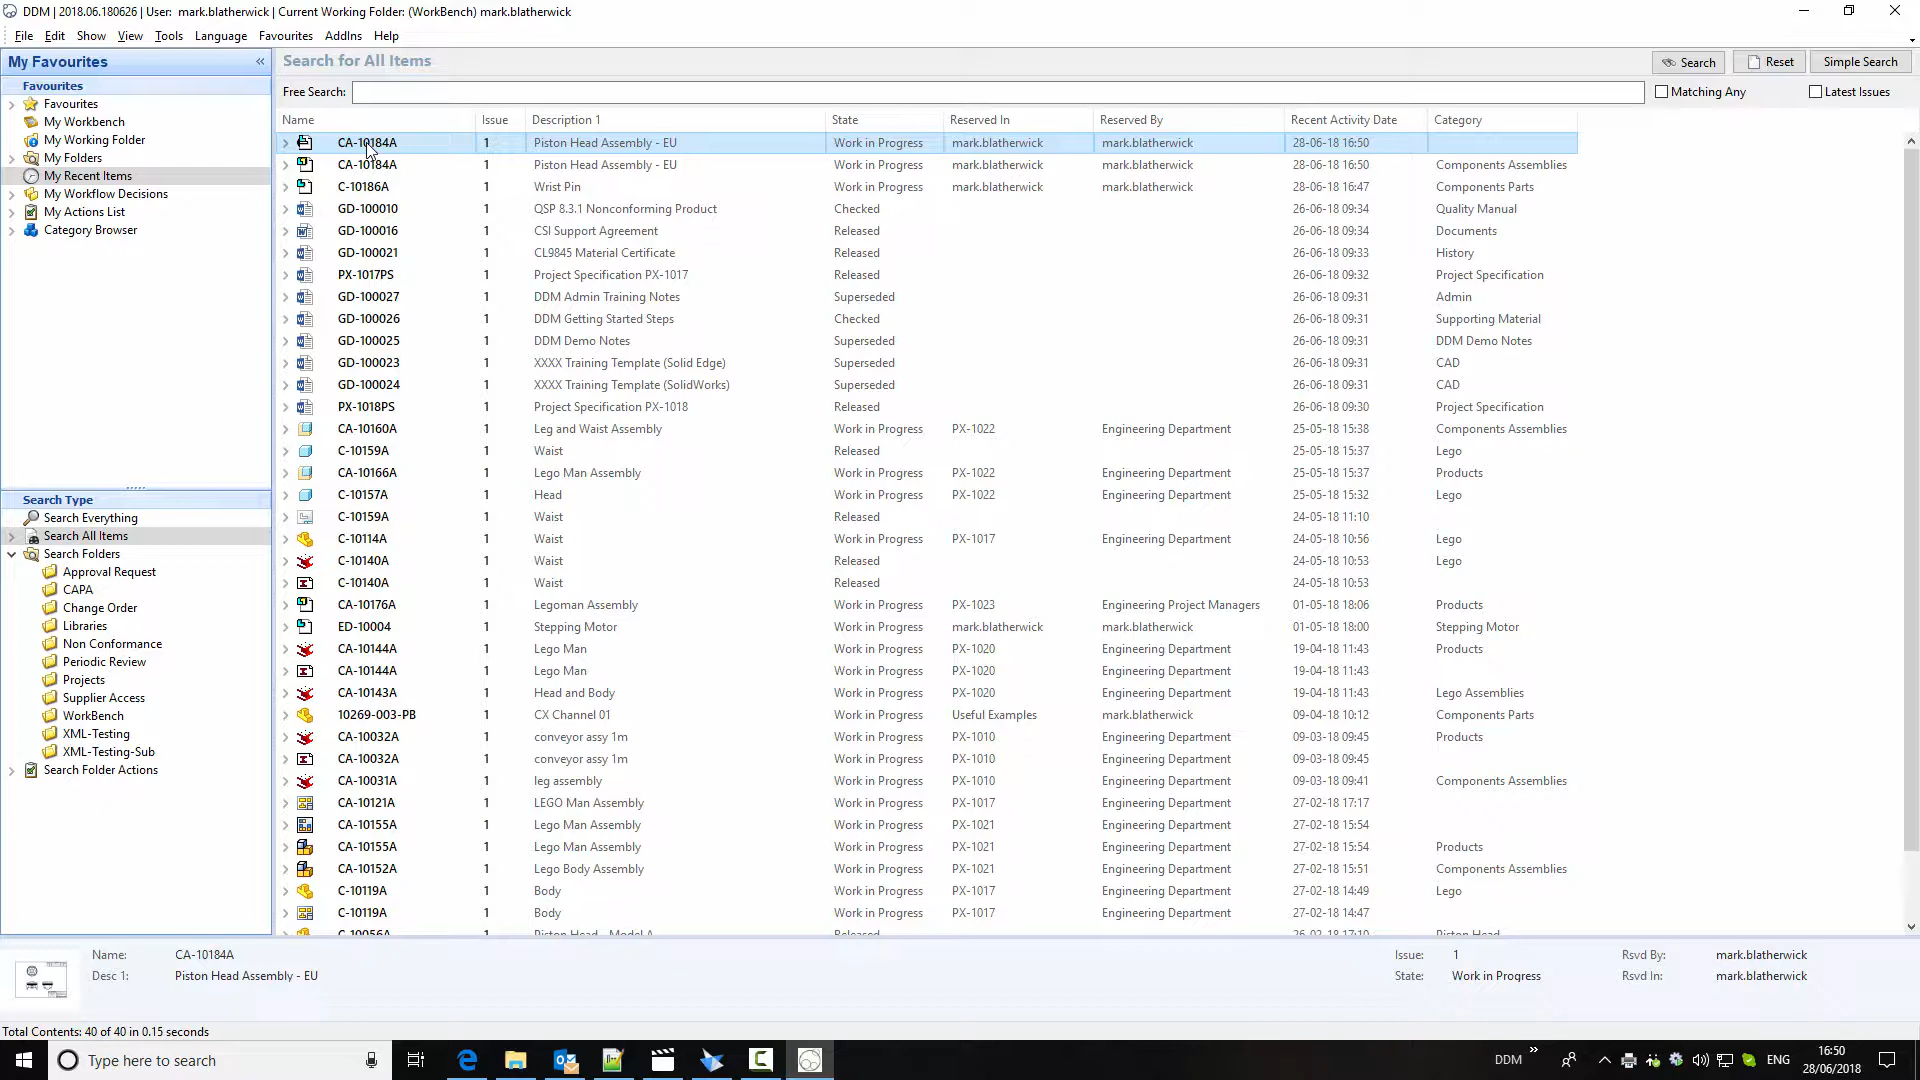 DDM | 2018.06.180626 | User: mark.blatherwick | Current Working Folder: (WorkBench) mark.blatherwick
File Edit Show View Tools Language Favourites AddIns Help
My Favourites «
Favourites
Favourites
My Workbench
My Working Folder
My Folders
My Recent Items
My Workflow Decisions
My Actions List
Category Browser
Search Type
Search Everything
Search All Items
Search Folders
Approval Request
CAPA
Change Order
Libraries
Non Conformance
Periodic Review
Projects
Supplier Access
WorkBench
XML-Testing
XML-Testing-Sub
Search Folder Actions
Search for All Items Search Reset Simple Search
Free Search: Matching Any Latest Issues
Name Issue Description 1 State Reserved In Reserved By Recent Activity Date Category
CA-10184A 1 Piston Head Assembly - EU Work in Progress mark.blatherwick mark.blatherwick 28-06-18 16:50
CA-10184A 1 Piston Head Assembly - EU Work in Progress mark.blatherwick mark.blatherwick 28-06-18 16:50 Components Assemblies
C-10186A 1 Wrist Pin Work in Progress mark.blatherwick mark.blatherwick 28-06-18 16:47 Components Parts
GD-100010 1 QSP 8.3.1 Nonconforming Product Checked 26-06-18 09:34 Quality Manual
GD-100016 1 CSI Support Agreement Released 26-06-18 09:34 Documents
GD-100021 1 CL9845 Material Certificate Released 26-06-18 09:33 History
PX-1017PS 1 Project Specification PX-1017 Released 26-06-18 09:32 Project Specification
GD-100027 1 DDM Admin Training Notes Superseded 26-06-18 09:31 Admin
GD-100026 1 DDM Getting Started Steps Checked 26-06-18 09:31 Supporting Material
GD-100025 1 DDM Demo Notes Superseded 26-06-18 09:31 DDM Demo Notes
GD-100023 1 XXXX Training Template (Solid Edge) Superseded 26-06-18 09:31 CAD
GD-100024 1 XXXX Training Template (SolidWorks) Superseded 26-06-18 09:31 CAD
PX-1018PS 1 Project Specification PX-1018 Released 26-06-18 09:30 Project Specification
CA-10160A 1 Leg and Waist Assembly Work in Progress PX-1022 Engineering Department 25-05-18 15:38 Components Assemblies
C-10159A 1 Waist Released 25-05-18 15:37 Lego
CA-10166A 1 Lego Man Assembly Work in Progress PX-1022 Engineering Department 25-05-18 15:37 Products
C-10157A 1 Head Work in Progress PX-1022 Engineering Department 25-05-18 15:32 Lego
C-10159A 1 Waist Released 24-05-18 11:10
C-10114A 1 Waist Work in Progress PX-1017 Engineering Department 24-05-18 10:56 Lego
C-10140A 1 Waist Released 24-05-18 10:53 Lego
C-10140A 1 Waist Released 24-05-18 10:53
CA-10176A 1 Legoman Assembly Work in Progress PX-1023 Engineering Project Managers 01-05-18 18:06 Products
ED-10004 1 Stepping Motor Work in Progress mark.blatherwick mark.blatherwick 01-05-18 18:00 Stepping Motor
CA-10144A 1 Lego Man Work in Progress PX-1020 Engineering Department 19-04-18 11:43 Products
CA-10144A 1 Lego Man Work in Progress PX-1020 Engineering Department 19-04-18 11:43
CA-10143A 1 Head and Body Work in Progress PX-1020 Engineering Department 19-04-18 11:43 Lego Assemblies
10269-003-PB 1 CX Channel 01 Work in Progress Useful Examples mark.blatherwick 09-04-18 10:12 Components Parts
CA-10032A 1 conveyor assy 1m Work in Progress PX-1010 Engineering Department 09-03-18 09:45 Products
CA-10032A 1 conveyor assy 1m Work in Progress PX-1010 Engineering Department 09-03-18 09:45
CA-10031A 1 leg assembly Work in Progress PX-1010 Engineering Department 09-03-18 09:41 Components Assemblies
CA-10121A 1 LEGO Man Assembly Work in Progress PX-1017 Engineering Department 27-02-18 17:17
CA-10155A 1 Lego Man Assembly Work in Progress PX-1021 Engineering Department 27-02-18 15:54
CA-10155A 1 Lego Man Assembly Work in Progress PX-1021 Engineering Department 27-02-18 15:54 Products
CA-10152A 1 Lego Body Assembly Work in Progress PX-1021 Engineering Department 27-02-18 15:51 Components Assemblies
C-10119A 1 Body Work in Progress PX-1017 Engineering Department 27-02-18 14:49 Lego
C-10119A 1 Body Work in Progress PX-1017 Engineering Department 27-02-18 14:47
C-10056A 1 Piston Head - Model A Released 26-02-18 17:10 Piston Head
Name: CA-10184A Issue: 1 Rsvd By: mark.blatherwick
Desc 1: Piston Head Assembly - EU State: Work in Progress Rsvd In: mark.blatherwick
Total Contents: 40 of 40 in 0.15 seconds
Type here to search DDM » ENG 16:50
28/06/2018